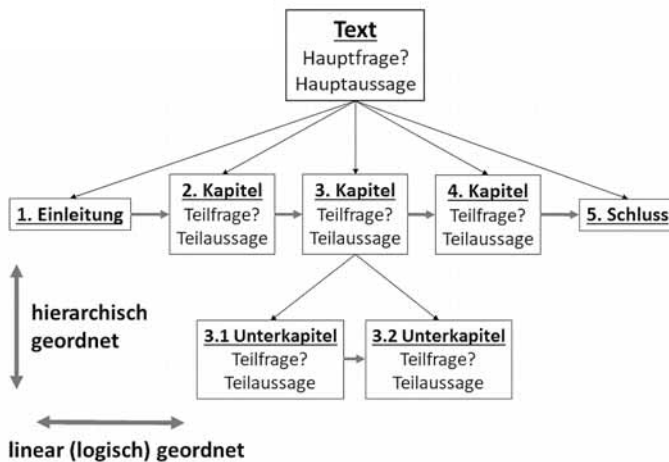 Text
Hauptfrage?
Hauptaussage
1. Einleitung
2. Kapitel
Teilfrage?
Teilaussage
3. Kapitel
Teilfrage?
Teilaussage
4. Kapitel
Teilfrage?
Teilaussage
5. Schluss
hierarchisch
geordnet
3.1 Unterkapitel
Teilfrage?
Teilaussage
3.2 Unterkapitel
Teilfrage?
Teilaussage
linear (logisch) geordnet